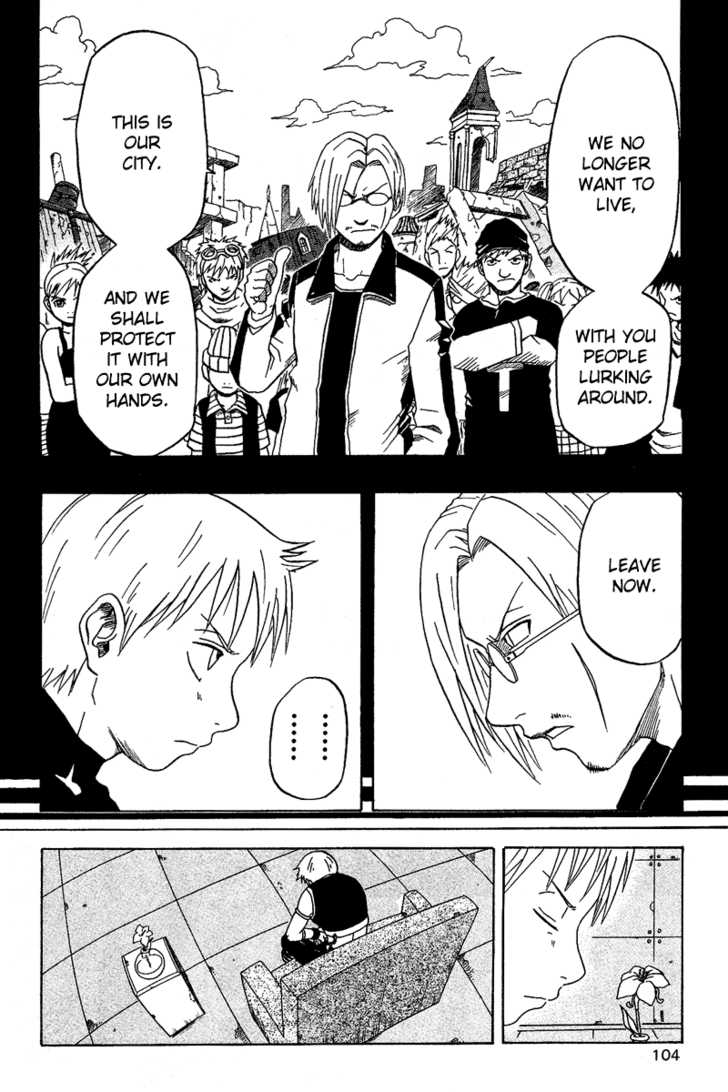 WE NO
LONGER
WANT TO
LIVE,
WITH YOU
PEOPLE
LURKING
AROUND.
THIS IS
OUR
CITY.
AND WE
SHALL
PROTECT
IT WITH
OUR OWN
HANDS.
LEAVE
NOW.
104